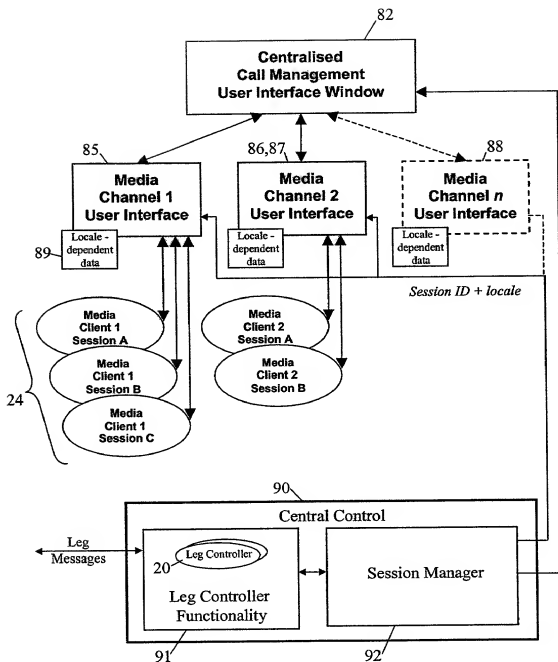 82
Centralised
Call Management
User Interface Window
85
86,87
88
Media
Channel 1
User Interface
Media
Channel 2
User Interface
Media
Channel n
User Interface
89
Locale -
dependent
data
Locale -
dependent
data
Locale -
dependent
data
Session ID + locale
24
Media
Client 1
Session A
Media
Client 1
Session B
Media
Client 1
Session C
Media
Client 2
Session A
Media
Client 2
Session B
90
Central Control
Leg
Messages
20
Leg Controller
Leg Controller
Functionality
Session Manager
91
92